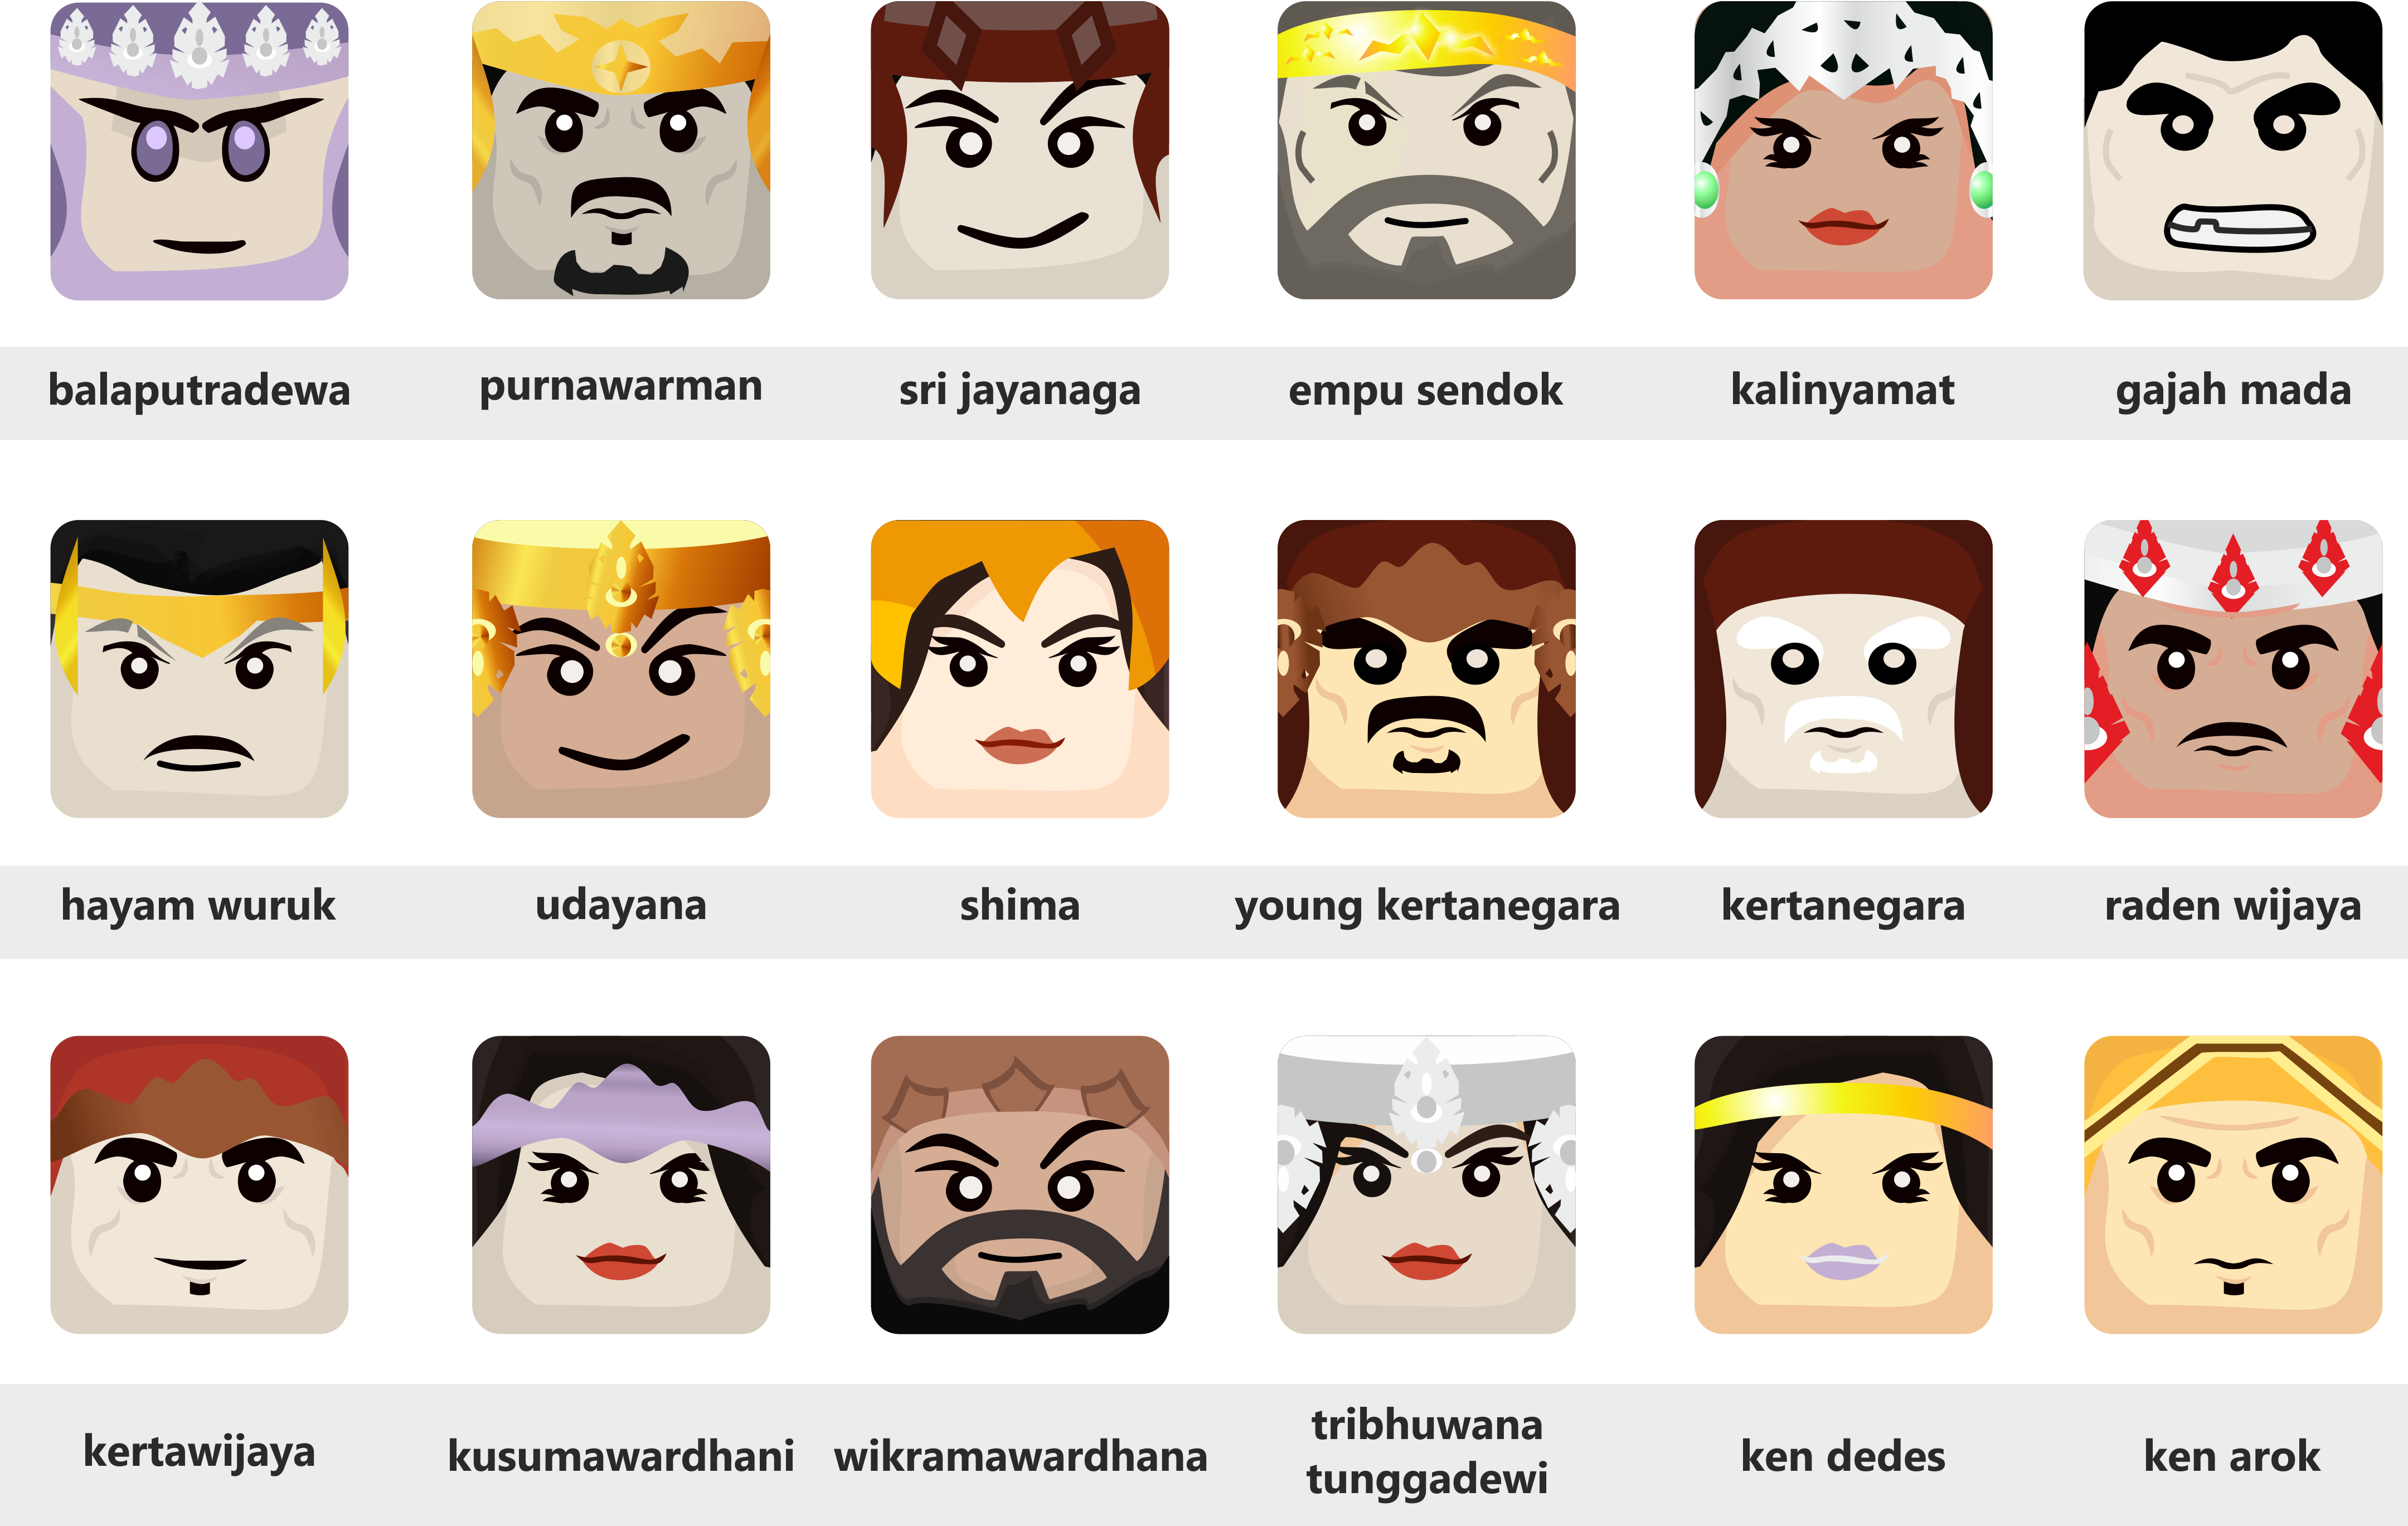 balaputradewa
purnawarman
sri jayanaga
empu sendok
kalinyamat
gajah mada
hayam wuruk
udayana
shima
young kertanegara
kertanegara
raden wijaya
kertawijaya
kusumawardhani
wikramawardhana
tribhuwana
tunggadewi
ken dedes
ken arok